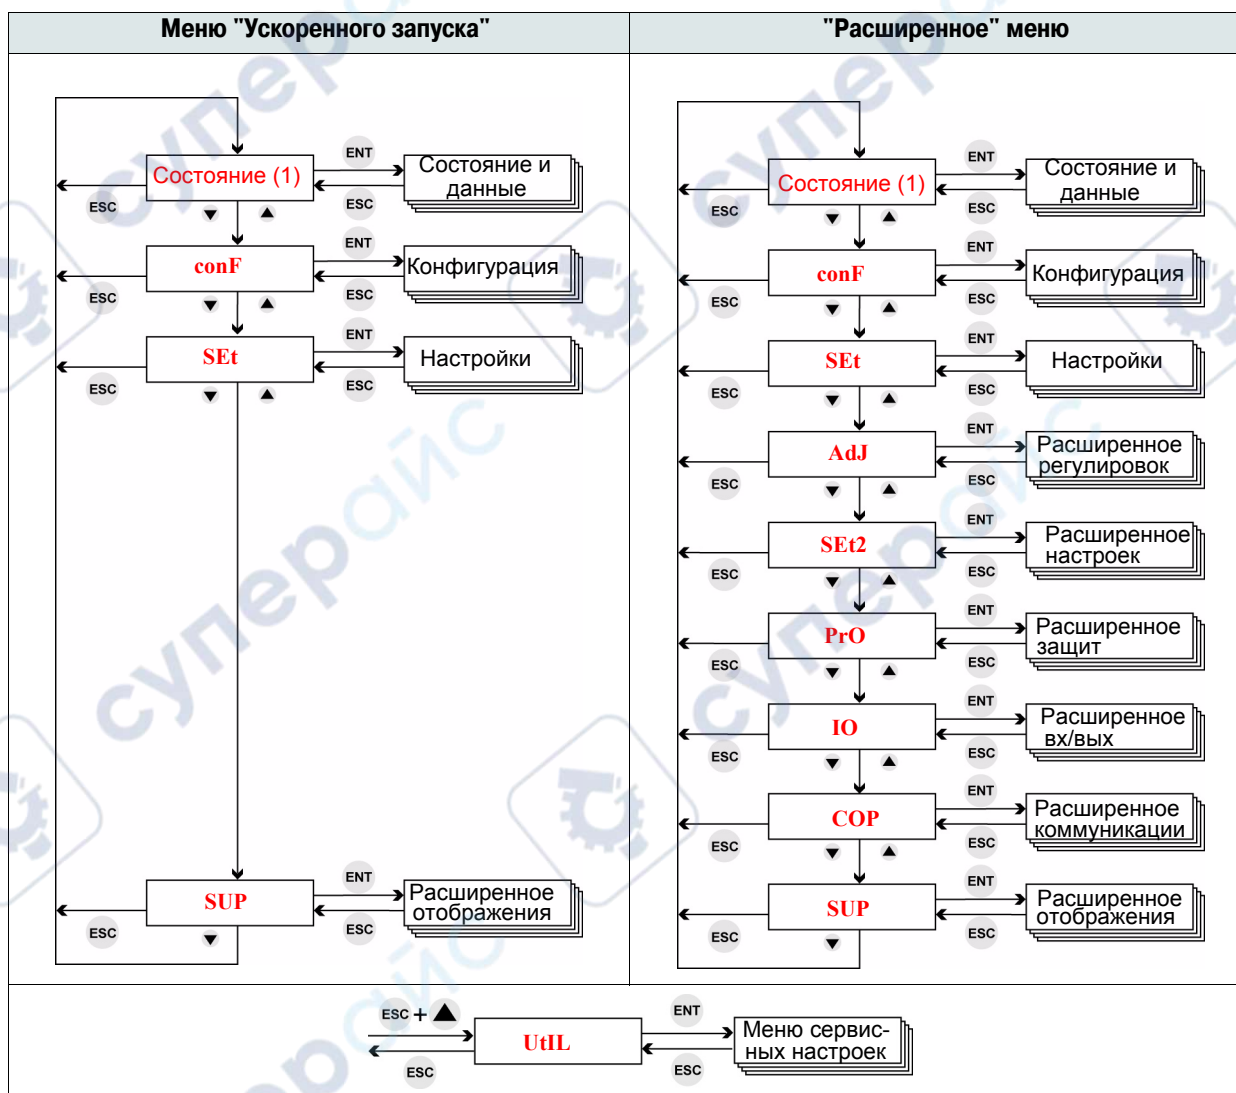 Меню "Ускоренного запуска"
"Расширенное" меню
Состояние (1)
ENT
ESC
Состояние и
данные
ESC
conF
ENT
ESC
Конфигурация
ESC
SEt
ENT
ESC
Настройки
ESC
SUP
ENT
ESC
Расширенное
отображения
ESC
Состояние (1)
ENT
ESC
Состояние и
данные
ESC
conF
ENT
ESC
Конфигурация
ESC
SEt
ENT
ESC
Настройки
ESC
AdJ
ENT
ESC
Расширенное
регулировок
ESC
SEt2
ENT
ESC
Расширенное
настроек
ESC
PrO
ENT
ESC
Расширенное
защит
ESC
IO
ENT
ESC
Расширенное
вх/вых
ESC
COP
ENT
ESC
Расширенное
коммуникации
ESC
SUP
ENT
ESC
Расширенное
отображения
ESC
ESC + ▲
ESC
UtIL
ENT
ESC
Меню сервис-
ных настроек
суперайс